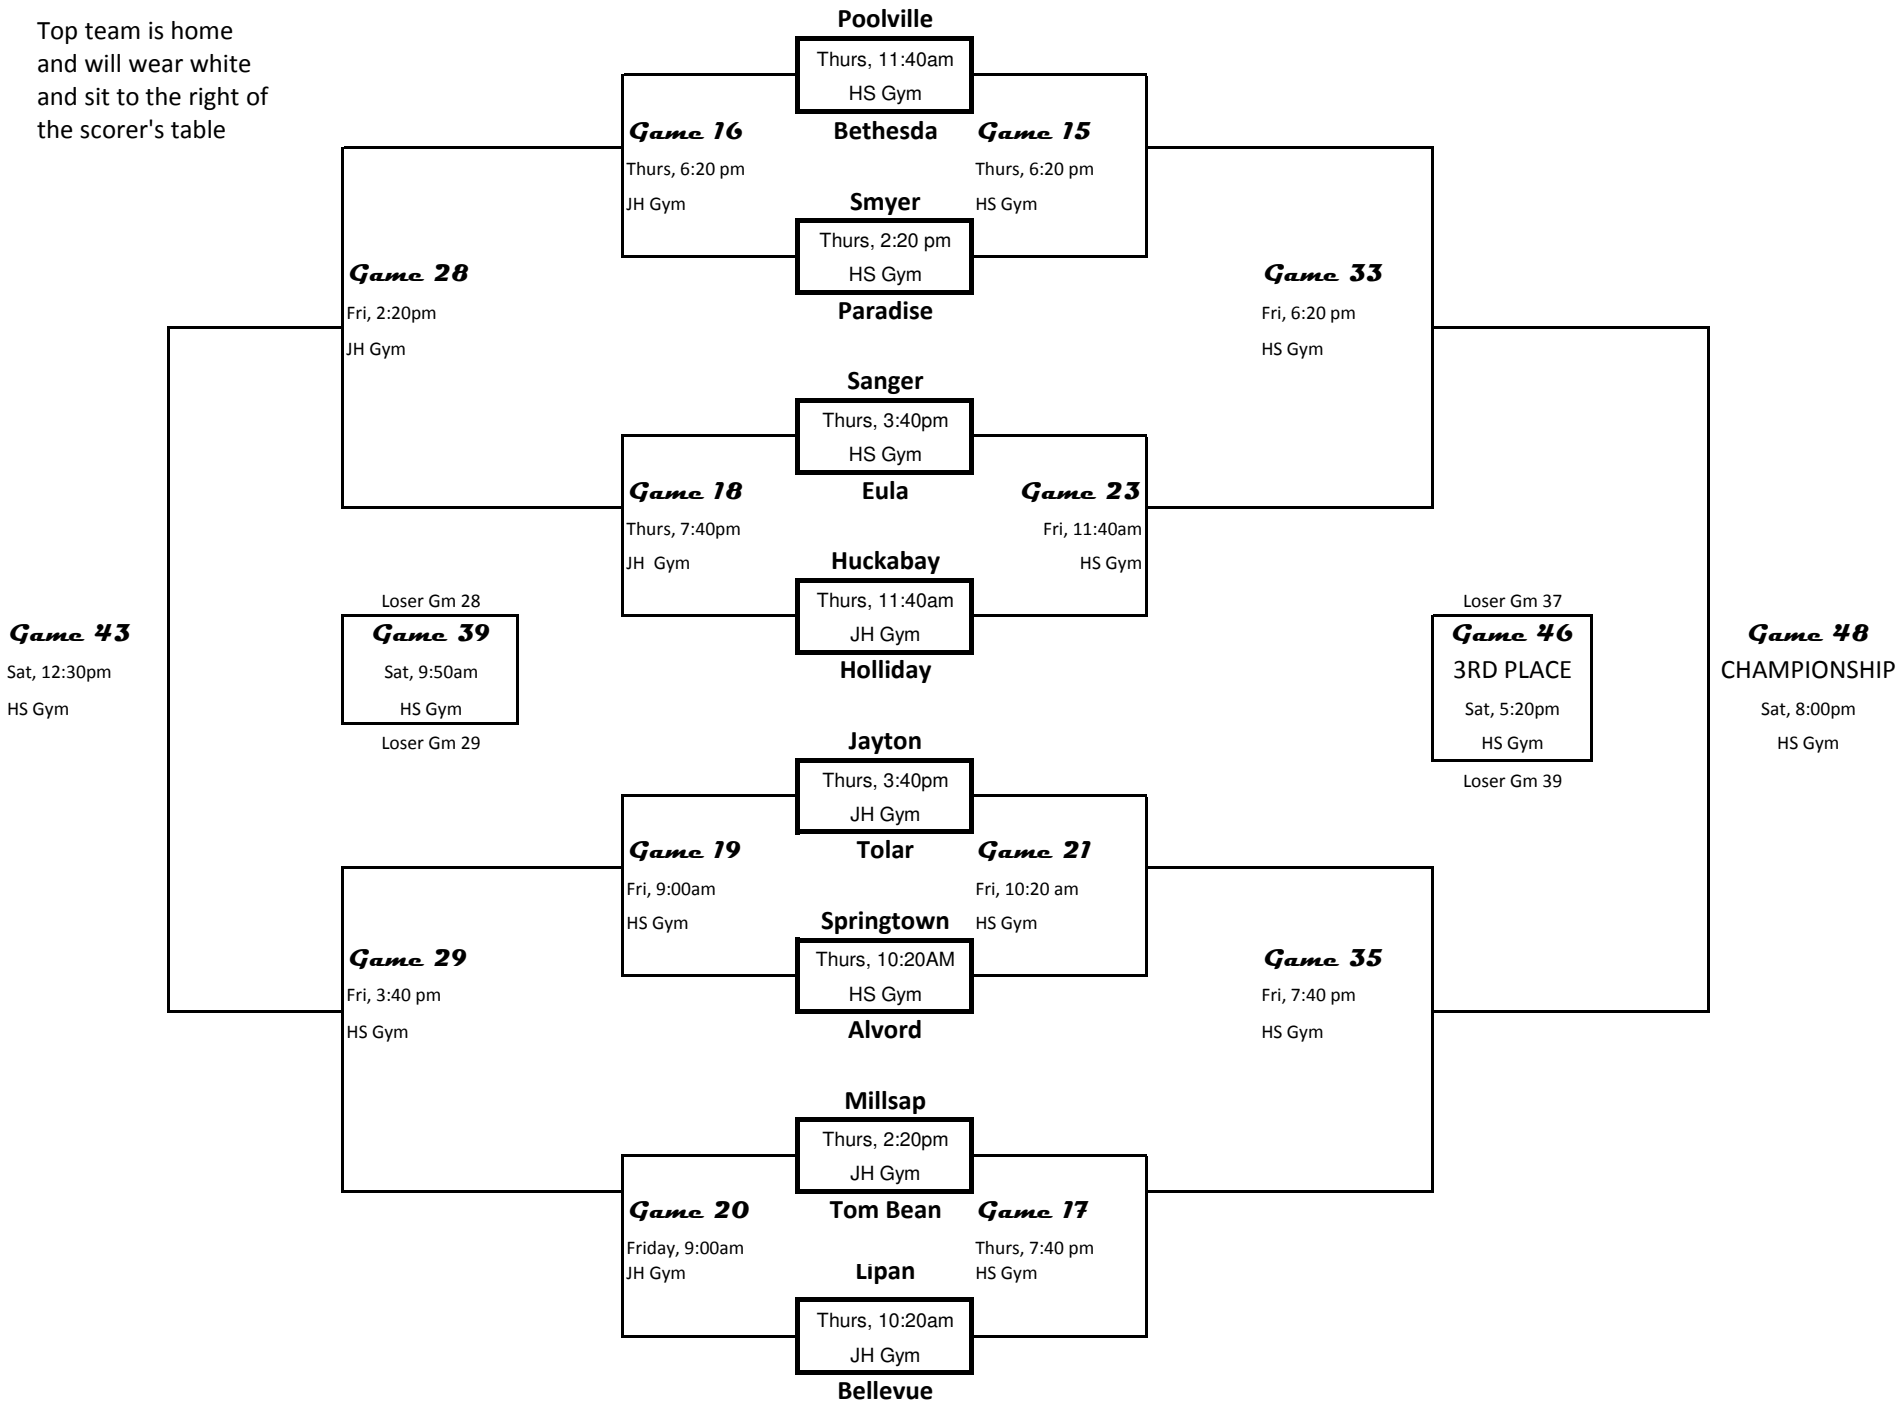 Top team is home
and will wear white
and sit to the right of
the scorer's table
Poolville
Thurs, 11:40am
HS Gym
Bethesda
Game 16
Thurs, 6:20 pm
JH Gym
Game 15
Thurs, 6:20 pm
HS Gym
Smyer
Thurs, 2:20 pm
HS Gym
Paradise
Game 28
Fri, 2:20pm
JH Gym
Game 33
Fri, 6:20 pm
HS Gym
Sanger
Thurs, 3:40pm
HS Gym
Eula
Game 18
Thurs, 7:40pm
JH Gym
Game 23
Fri, 11:40am
HS Gym
Huckabay
Thurs, 11:40am
JH Gym
Holliday
Game 43
Sat, 12:30pm
HS Gym
Loser Gm 28
Game 39
Sat, 9:50am
HS Gym
Loser Gm 29
Loser Gm 37
Game 46
3RD PLACE
Sat, 5:20pm
HS Gym
Loser Gm 39
Game 48
CHAMPIONSHIP
Sat, 8:00pm
HS Gym
Jayton
Thurs, 3:40pm
JH Gym
Tolar
Game 19
Fri, 9:00am
HS Gym
Game 21
Fri, 10:20 am
HS Gym
Springtown
Thurs, 10:20AM
HS Gym
Alvord
Game 29
Fri, 3:40 pm
HS Gym
Game 35
Fri, 7:40 pm
HS Gym
Millsap
Thurs, 2:20pm
JH Gym
Tom Bean
Game 20
Friday, 9:00am
JH Gym
Game 17
Thurs, 7:40 pm
HS Gym
Lipan
Thurs, 10:20am
JH Gym
Bellevue